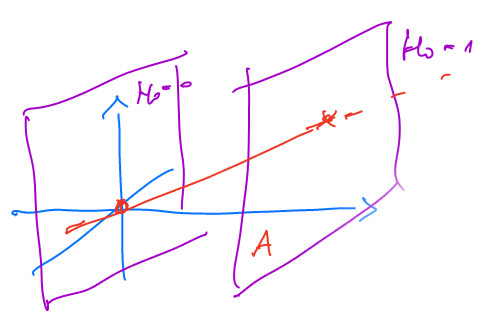 H₀ = 0
H₀ = 1
A